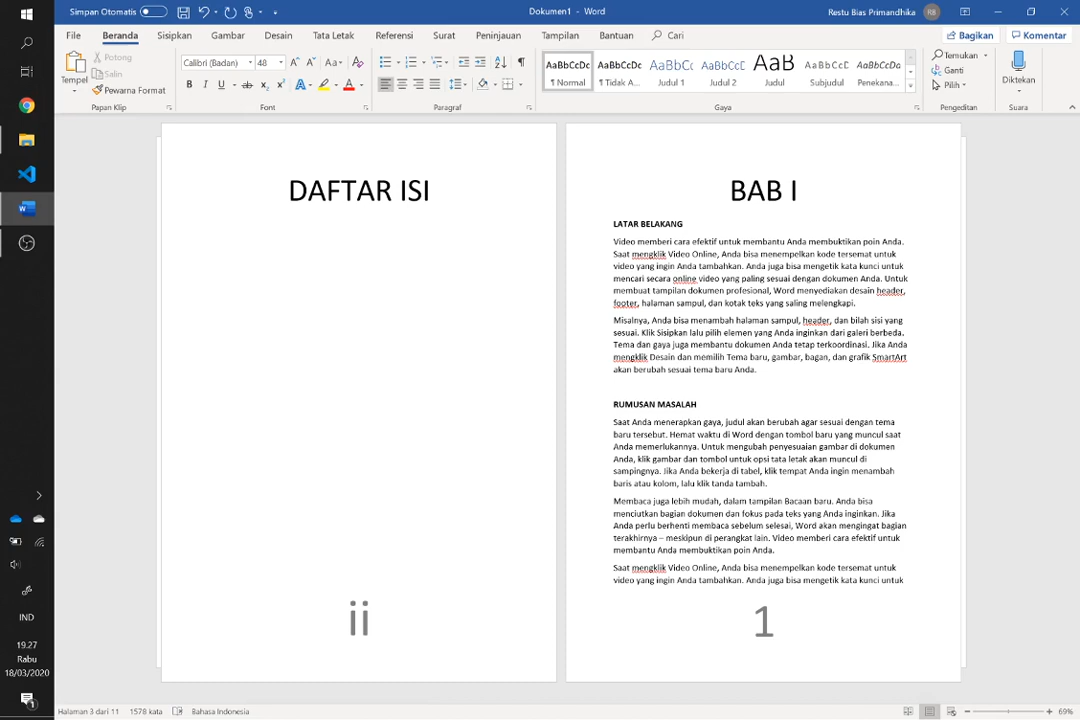 Simpan Otomatis
Dokumen1 - Word
Restu Bias Primandhika
RB
File
Beranda
Sisipkan
Gambar
Desain
Tata Letak
Referensi
Surat
Peninjauan
Tampilan
Bantuan
Cari
Bagikan
Komentar
Tempel
Potong
Salin
Pewarna Format
Papan Klip
Calibri (Badan)
48
Font
Paragraf
AaBbCcDc
¶ Normal
AaBbCcDc
¶ Tidak A...
AaBbCc
Judul 1
AaBbCcC
Judul 2
AaB
Judul
AaBbCcC
Subjudul
AaBbCcDc
Penekana...
Gaya
Temukan
Ganti
Pilih
Pengeditan
Diktekan
Suara
DAFTAR ISI
ii
BAB I
LATAR BELAKANG
Video memberi cara efektif untuk membantu Anda membuktikan poin Anda.
Saat mengklik Video Online, Anda bisa menempelkan kode tersemat untuk
video yang ingin Anda tambahkan. Anda juga bisa mengetik kata kunci untuk
mencari secara online video yang paling sesuai dengan dokumen Anda. Untuk
membuat tampilan dokumen profesional, Word menyediakan desain header,
footer, halaman sampul, dan kotak teks yang saling melengkapi.
Misalnya, Anda bisa menambah halaman sampul, header, dan bilah sisi yang
sesuai. Klik Sisipkan lalu pilih elemen yang Anda inginkan dari galeri berbeda.
Tema dan gaya juga membantu dokumen Anda tetap terkoordinasi. Jika Anda
mengklik Desain dan memilih Tema baru, gambar, bagan, dan grafik SmartArt
akan berubah sesuai tema baru Anda.
RUMUSAN MASALAH
Saat Anda menerapkan gaya, judul akan berubah agar sesuai dengan tema
baru tersebut. Hemat waktu di Word dengan tombol baru yang muncul saat
Anda memerlukannya. Untuk mengubah penyesuaian gambar di dokumen
Anda, klik gambar dan tombol untuk opsi tata letak akan muncul di
sampingnya. Jika Anda bekerja di tabel, klik tempat Anda ingin menambah
baris atau kolom, lalu klik tanda tambah.
Membaca juga lebih mudah, dalam tampilan Bacaan baru. Anda bisa
menciutkan bagian dokumen dan fokus pada teks yang Anda inginkan. Jika
Anda perlu berhenti membaca sebelum selesai, Word akan mengingat bagian
terakhirnya – meskipun di perangkat lain. Video memberi cara efektif untuk
membantu Anda membuktikan poin Anda.
Saat mengklik Video Online, Anda bisa menempelkan kode tersemat untuk
video yang ingin Anda tambahkan. Anda juga bisa mengetik kata kunci untuk
1
IND
19.27
Rabu
18/03/2020
1
Halaman 3 dari 11
1578 kata
Bahasa Indonesia
69%